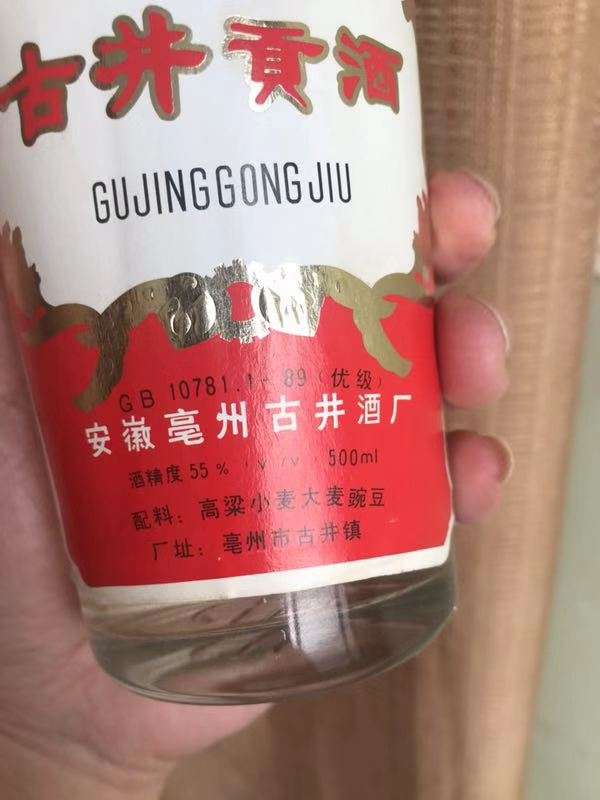 古井贡酒
GUJINGGONGJIU
GB 10781.1-89(优级)
安徽亳州古井酒厂
酒精度55%(v/v) 500ml
配料：高粱小麦大麦豌豆
厂址：亳州市古井镇